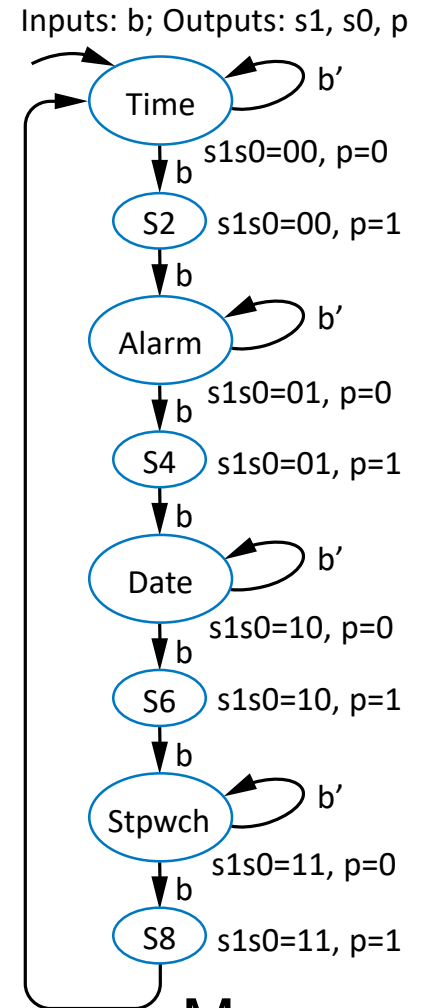 Inputs: b; Outputs: s1, s0, p
Time
b’
s1s0=00, p=0
b
S2
s1s0=00, p=1
b
Alarm
b’
s1s0=01, p=0
b
S4
s1s0=01, p=1
b
Date
b’
s1s0=10, p=0
b
S6
s1s0=10, p=1
b
Stpwch
b’
s1s0=11, p=0
b
S8
s1s0=11, p=1